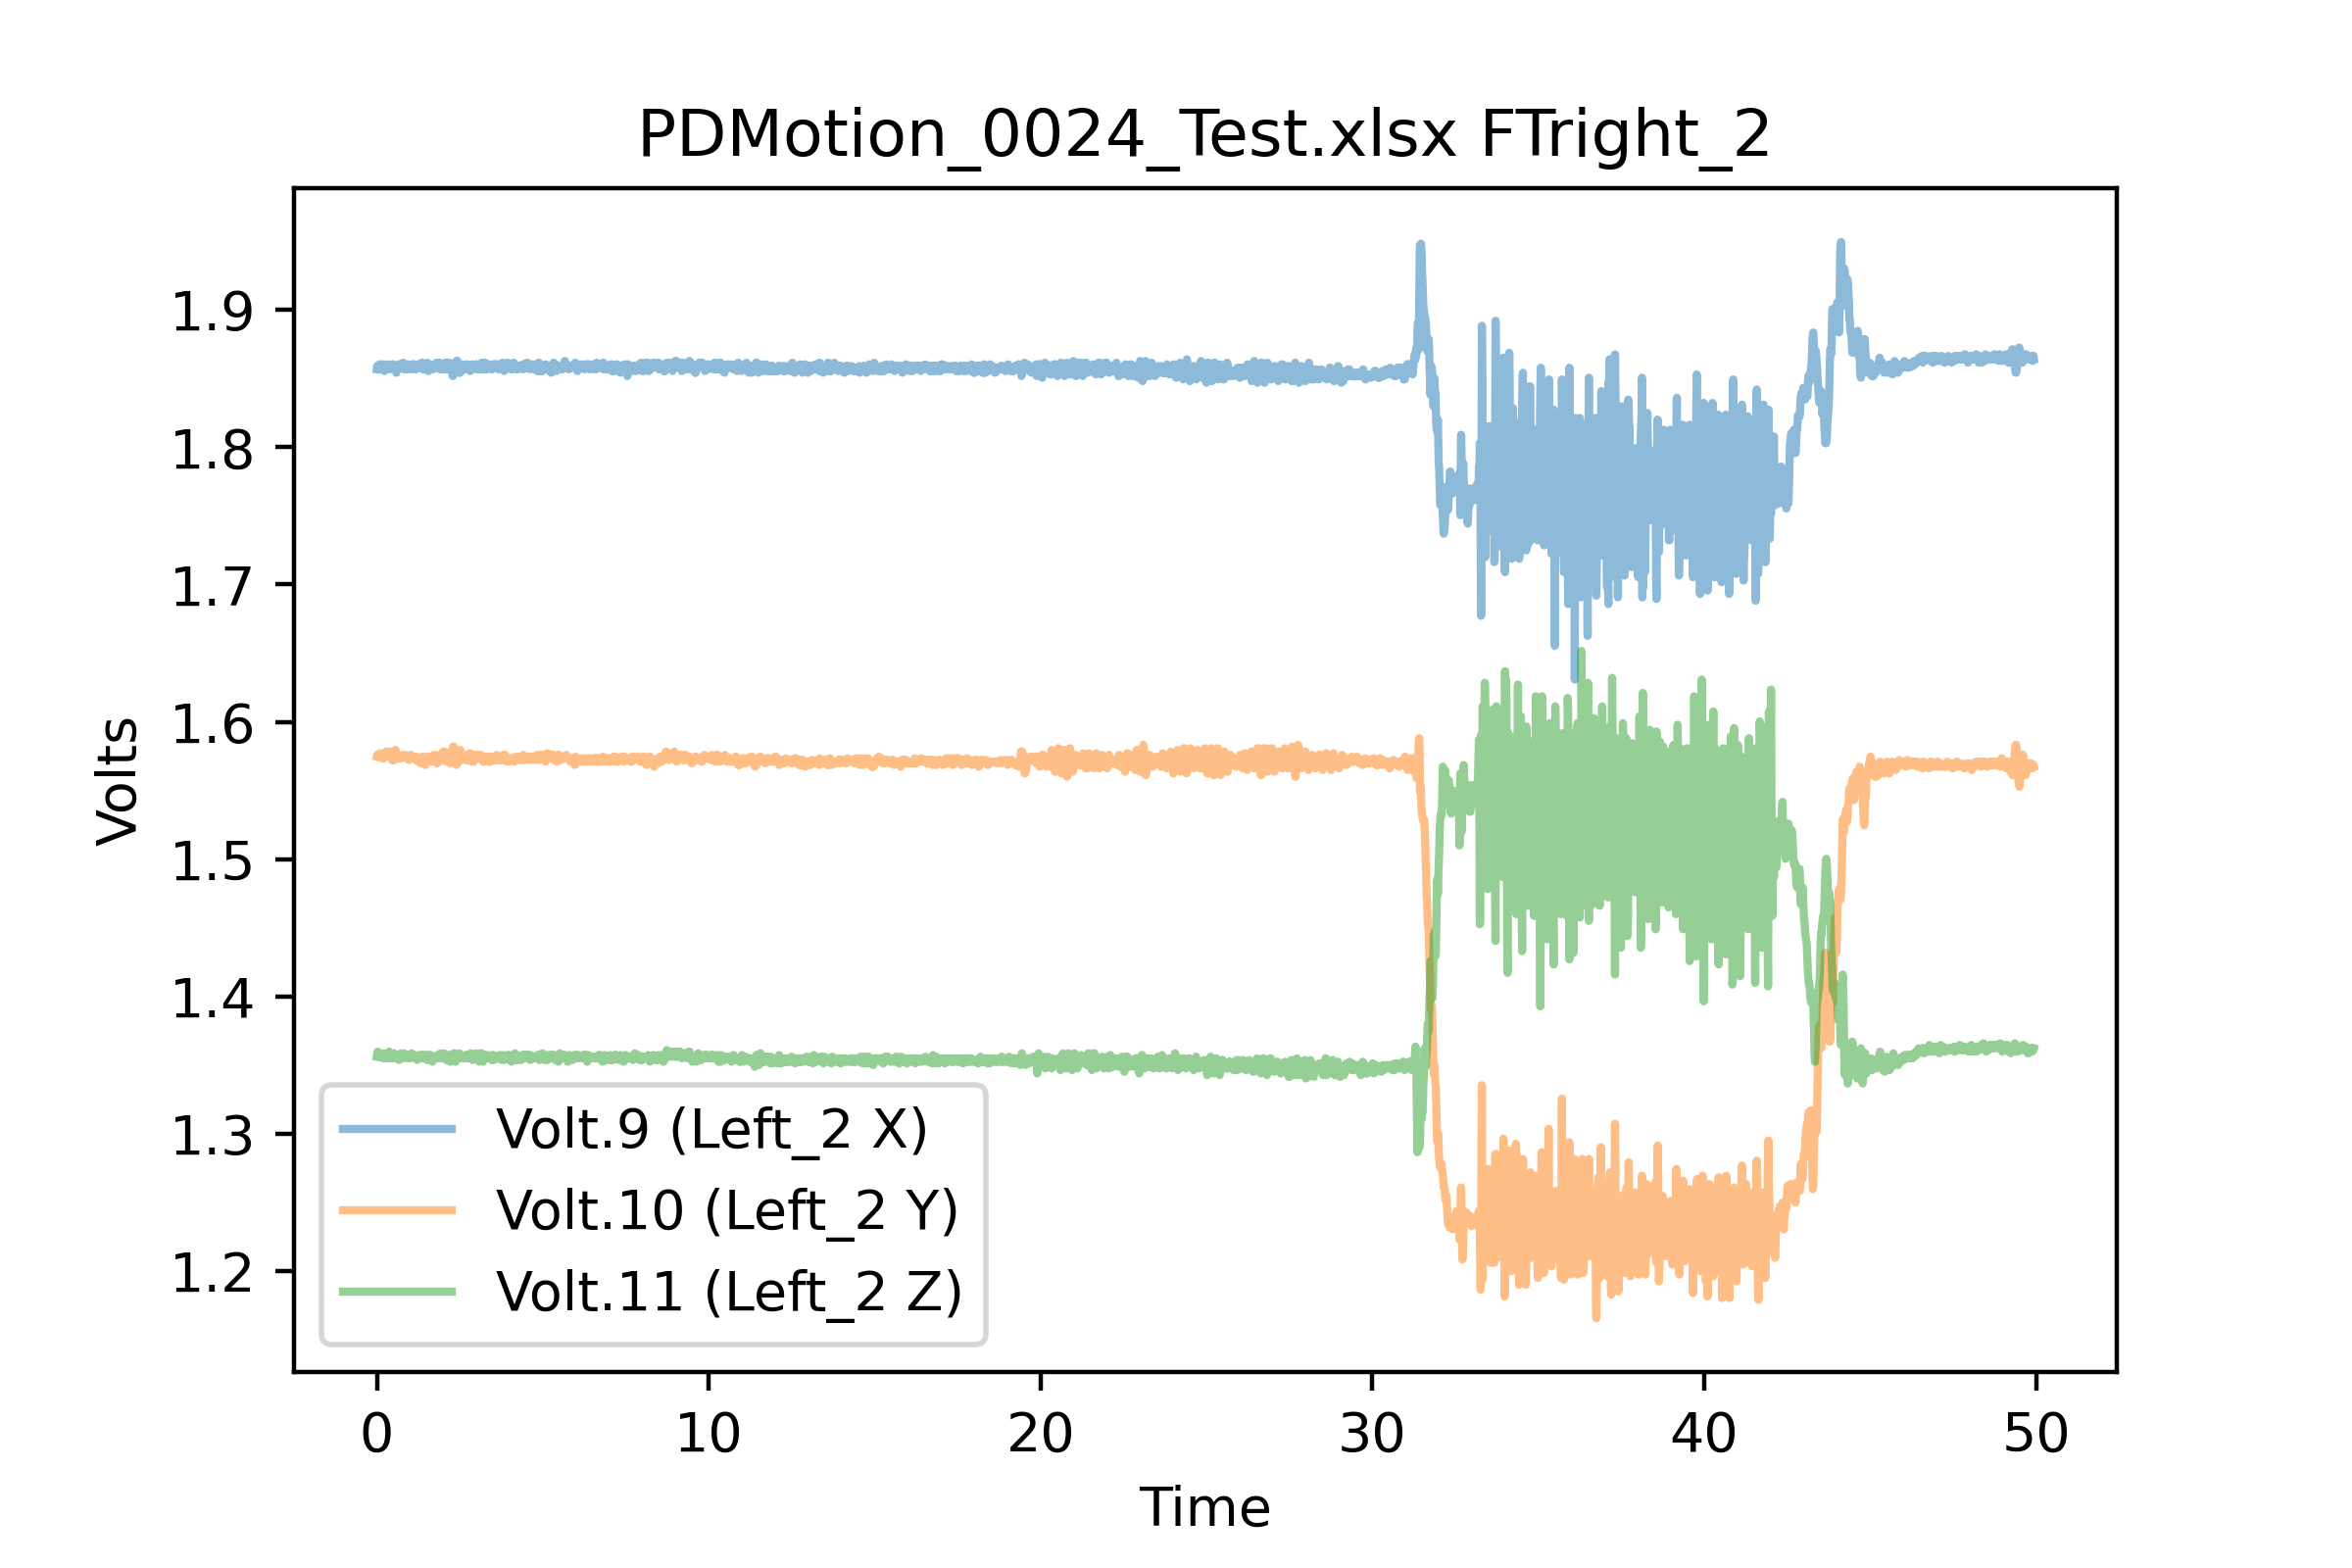 PDMotion_0024_Test.xlsx FTright_2
Volts
1.9
1.8
1.7
1.6
1.5
1.4
1.3
1.2
Volt.9 (Left_2 X)
Volt.10 (Left_2 Y)
Volt.11 (Left_2 Z)
0 10 20 30 40 50
Time